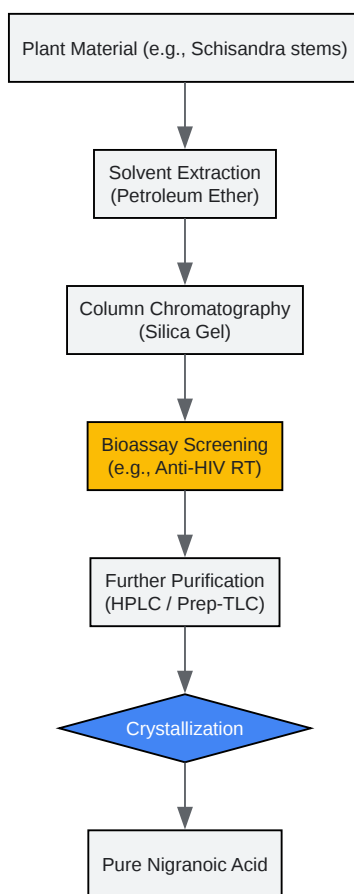 Plant Material (e.g., Schisandra stems)
Solvent Extraction
(Petroleum Ether)
Column Chromatography
(Silica Gel)
Bioassay Screening
(e.g., Anti-HIV RT)
Further Purification
(HPLC / Prep-TLC)
Crystallization
Pure Nigranoic Acid